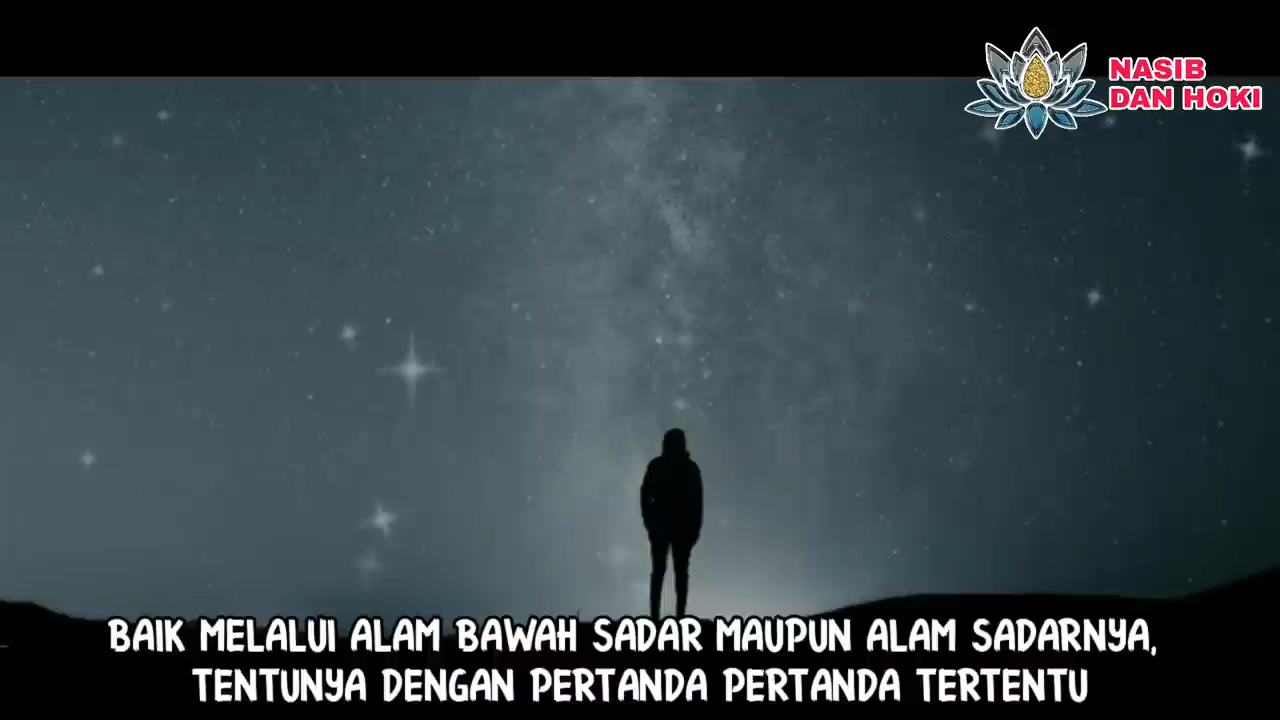 NASIB
DAN HOKI
BAIK MELALUI ALAM BAWAH SADAR MAUPUN ALAM SADARNYA,
TENTUNYA DENGAN PERTANDA PERTANDA TERTENTU